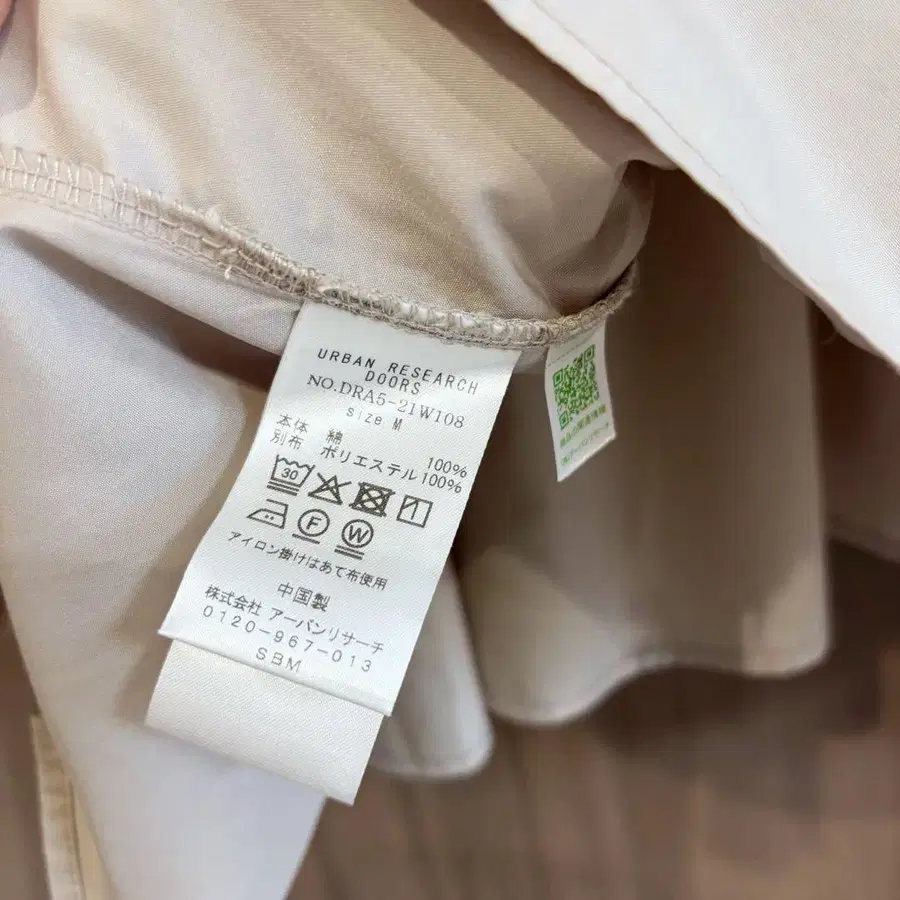 URBAN RESEARCH
DOORS
NO.DRA5-21W108
size M
本体 綿 100%
別布 ポリエステル 100%
30
F W
アイロン掛けはあて布使用
中国製
株式会社 アーバンリサーチ
0120-967-013
SBM